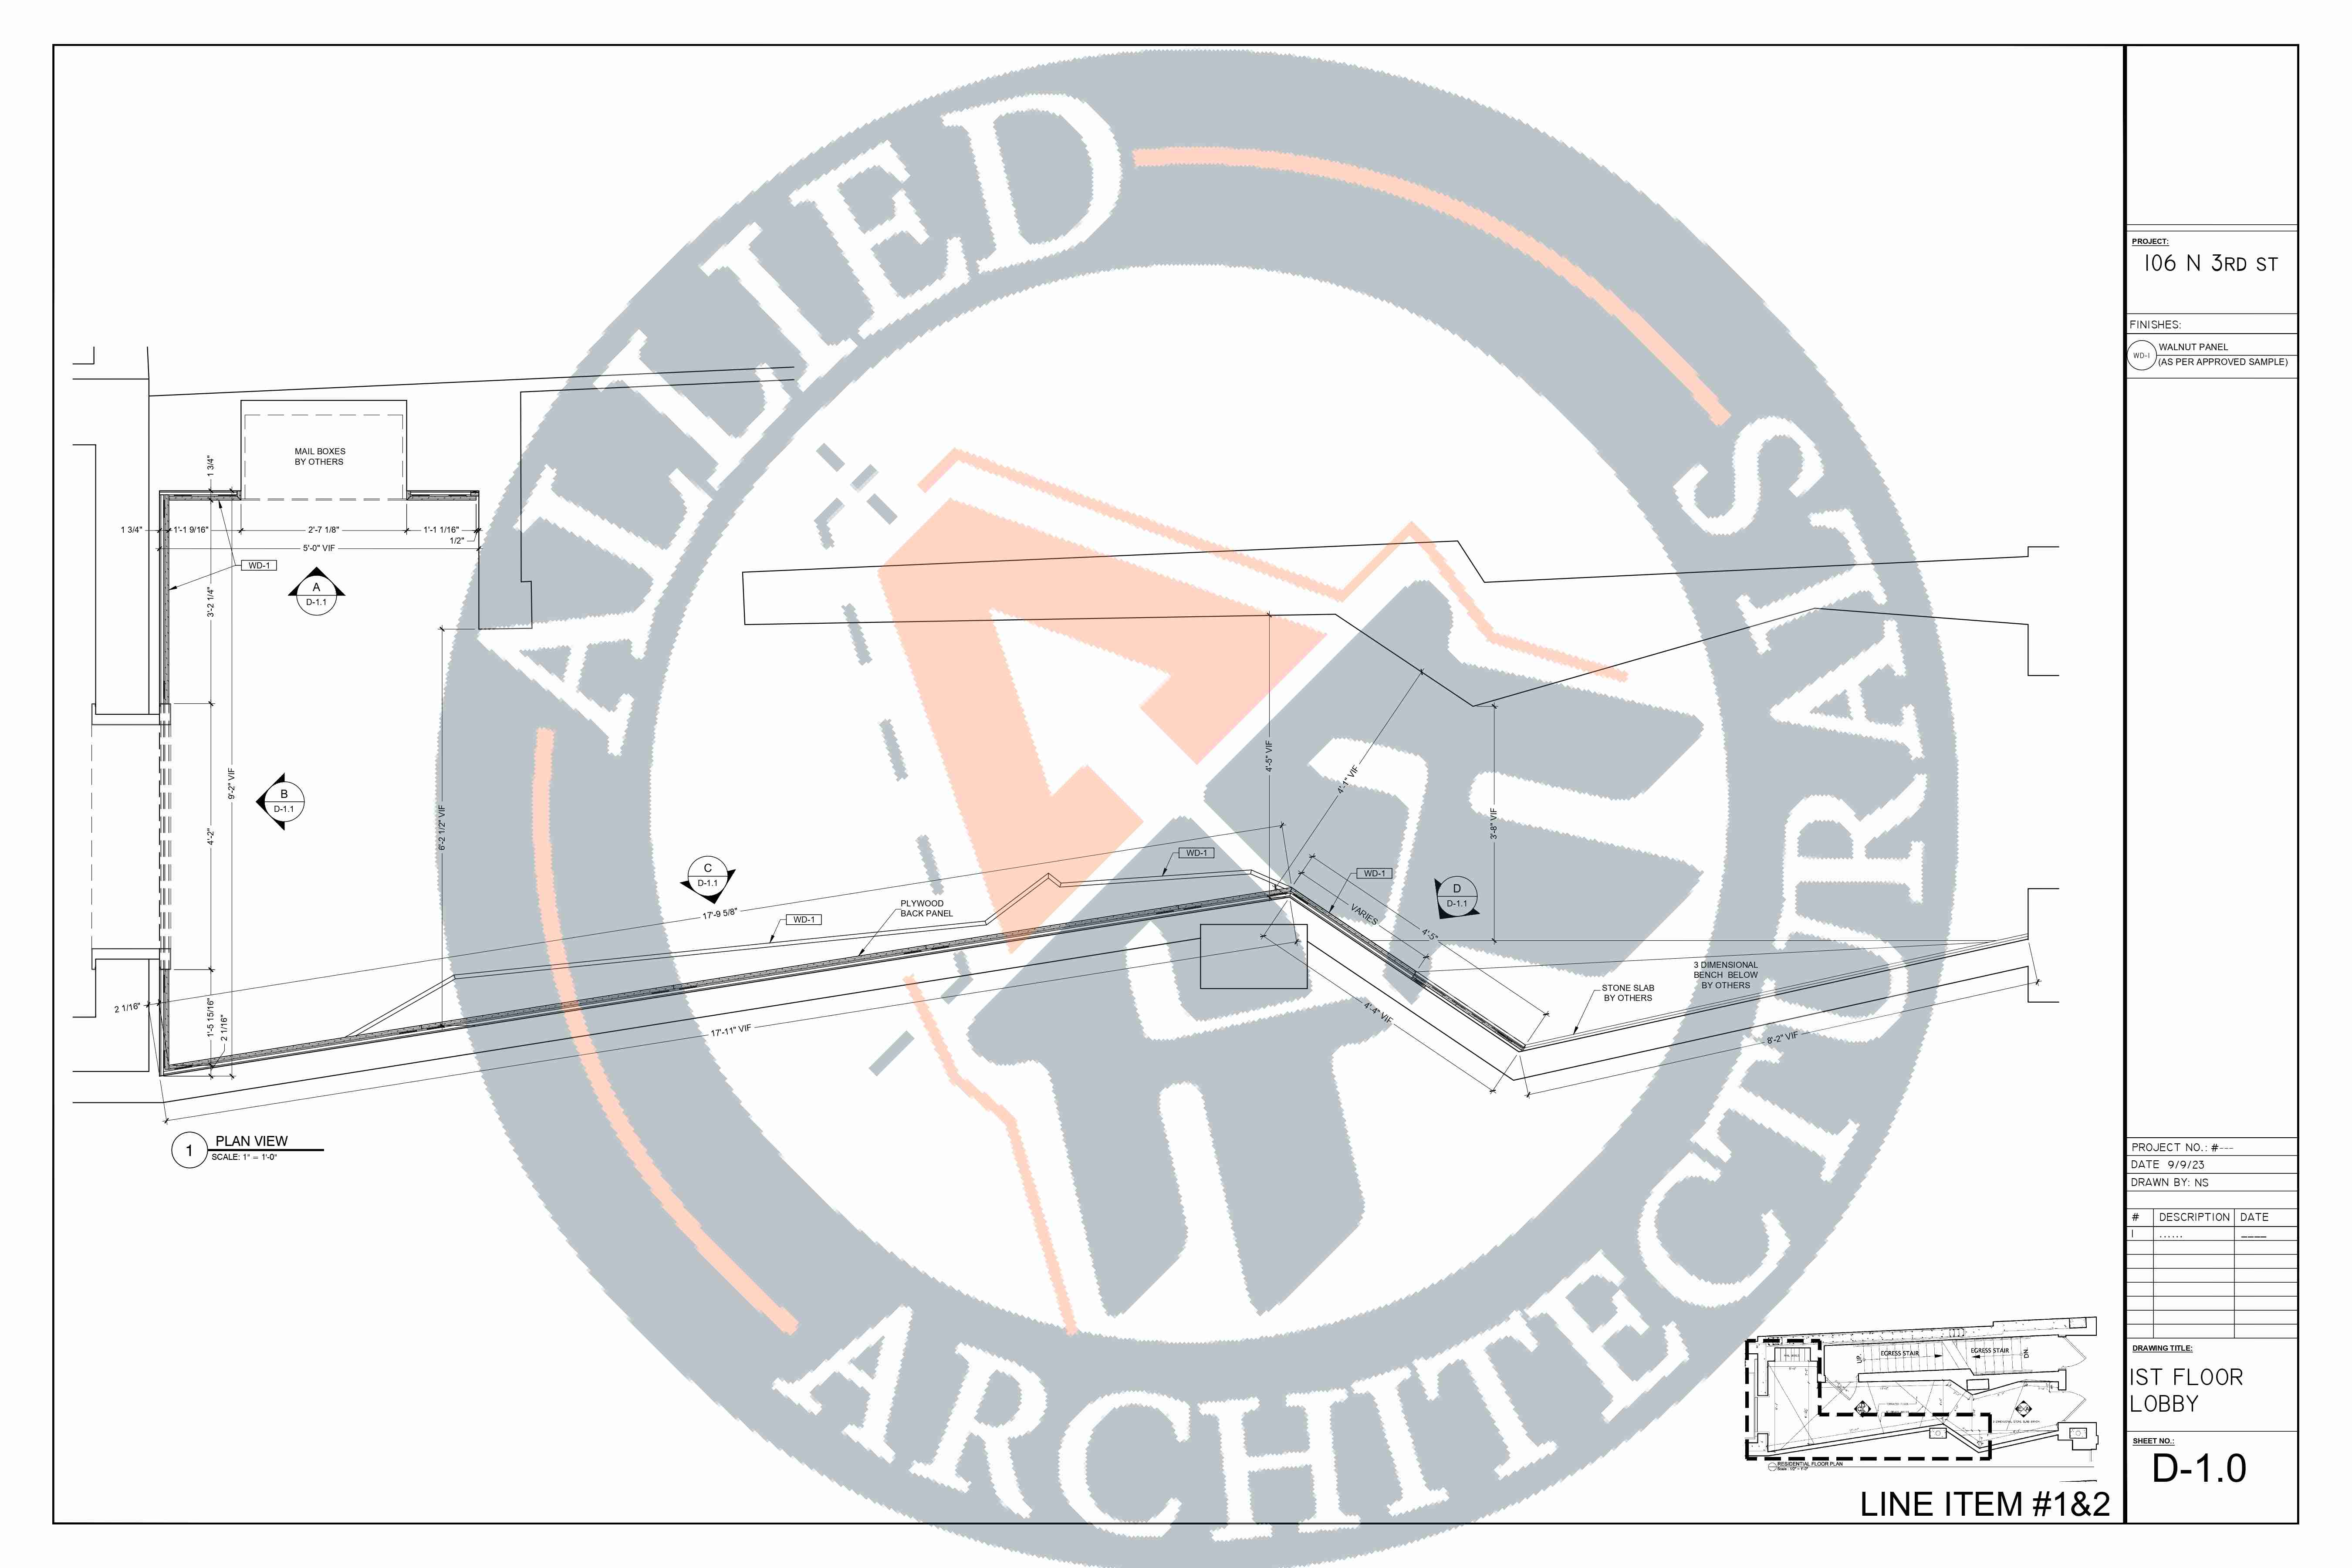 ALLIED
ARCHITECTURALS
MAIL BOXES
BY OTHERS
1 3/4"
1 3/4"
1'-1 9/16"
2'-7 1/8"
1'-1 1/16"
1/2"
5'-0" VIF
WD-1
A
D-1.1
3'-2 1/4"
9'-2" VIF
B
D-1.1
4'-2"
6'-2 1/2" VIF
4'-5" VIF
4'-1" VIF
3'-8" VIF
C
D-1.1
WD-1
WD-1
WD-1
D
D-1.1
17'-9 5/8"
PLYWOOD
BACK PANEL
VARIES
4'-5"
3 DIMENSIONAL
BENCH BELOW
BY OTHERS
STONE SLAB
BY OTHERS
2 1/16"
1'-5 15/16"
2 1/16"
17'-11" VIF
4'-4" VIF
8'-2" VIF
1
PLAN VIEW
SCALE: 1" = 1'-0"
UP
EGRESS STAIR
EGRESS STAIR
DN.
RESIDENTIAL FLOOR PLAN
LINE ITEM #1&2
PROJECT:
106 N 3RD ST
FINISHES:
WD-1
WALNUT PANEL
(AS PER APPROVED SAMPLE)
PROJECT NO.: #---
DATE 9/9/23
DRAWN BY: NS
# DESCRIPTION DATE
1 ...... ____
DRAWING TITLE:
1ST FLOOR
LOBBY
SHEET NO.:
D-1.0